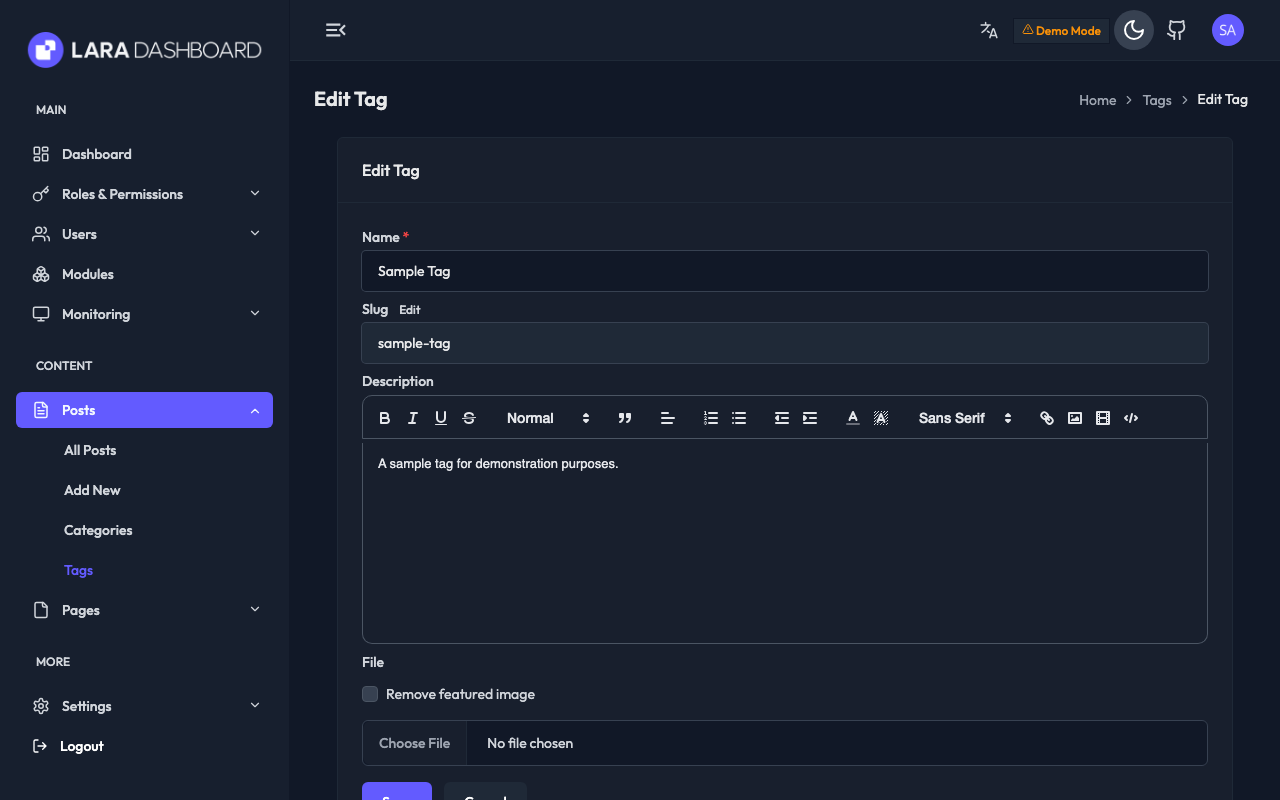 LARA DASHBOARD
MAIN
Dashboard
Roles & Permissions
Users
Modules
Monitoring
CONTENT
Posts
All Posts
Add New
Categories
Tags
Pages
MORE
Settings
Logout
Demo Mode
SA
Edit Tag
Home > Tags > Edit Tag
Edit Tag
Name *
Sample Tag
Slug Edit
sample-tag
Description
Normal
Sans Serif
A sample tag for demonstration purposes.
File
Remove featured image
Choose File No file chosen